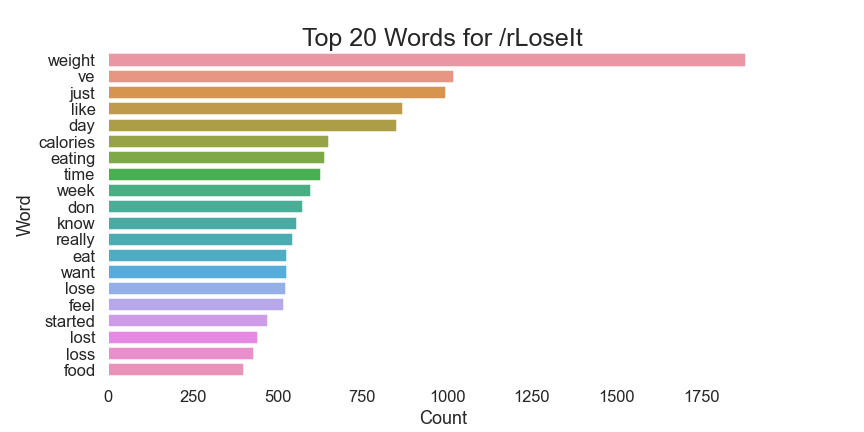 Top 20 Words for /rLoseIt
weight
ve
just
like
day
calories
eating
time
week
don
know
really
eat
want
lose
feel
started
lost
loss
food
Word
0 250 500 750 1000 1250 1500 1750
Count